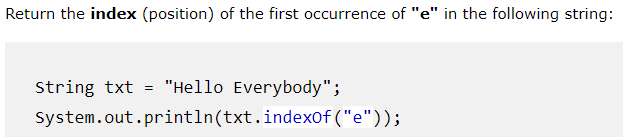 Return the index (position) of the first occurrence of "e" in the following string:
String txt = "Hello Everybody";
System.out.println(txt.indexOf("e"));